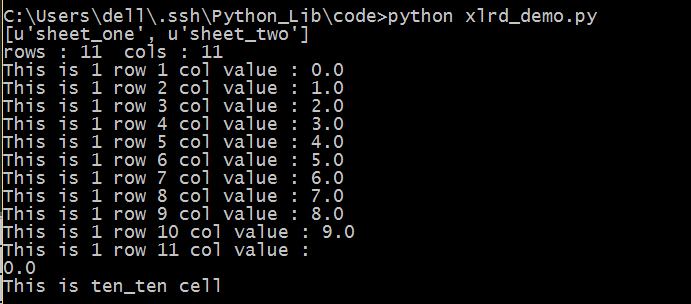 C:\Users\dell\.ssh\Python_Lib\code>python xlrd_demo.py
[u'sheet_one', u'sheet_two']
rows : 11  cols : 11
This is 1 row 1 col value : 0.0
This is 1 row 2 col value : 1.0
This is 1 row 3 col value : 2.0
This is 1 row 4 col value : 3.0
This is 1 row 5 col value : 4.0
This is 1 row 6 col value : 5.0
This is 1 row 7 col value : 6.0
This is 1 row 8 col value : 7.0
This is 1 row 9 col value : 8.0
This is 1 row 10 col value : 9.0
This is 1 row 11 col value :
0.0
This is ten_ten cell